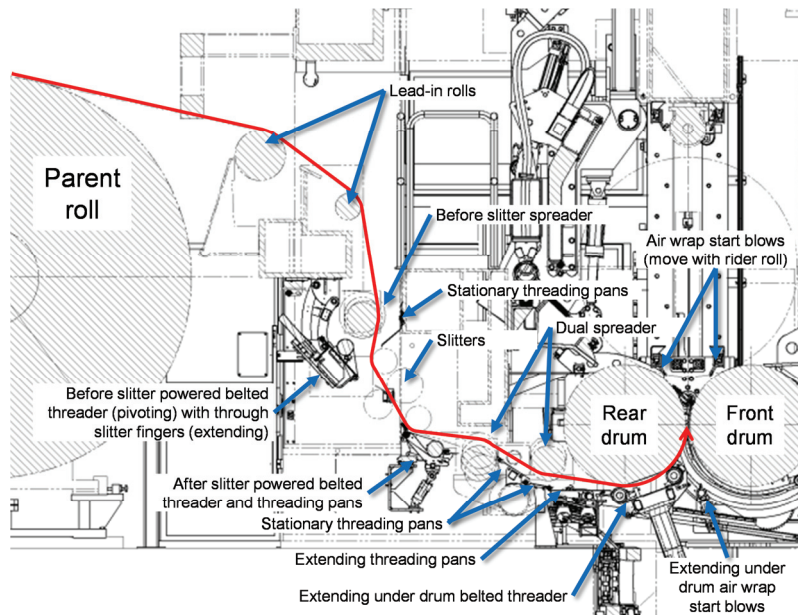 Lead-in rolls
Parent
roll
Before slitter spreader
Air wrap start blows
(move with rider roll)
Stationary threading pans
Dual spreader
Slitters
Before slitter powered belted
threader (pivoting) with through
slitter fingers (extending)
Rear
drum
Front
drum
After slitter powered belted
threader and threading pans
Stationary threading pans
Extending threading pans
Extending under drum belted threader
Extending under
drum air wrap
start blows